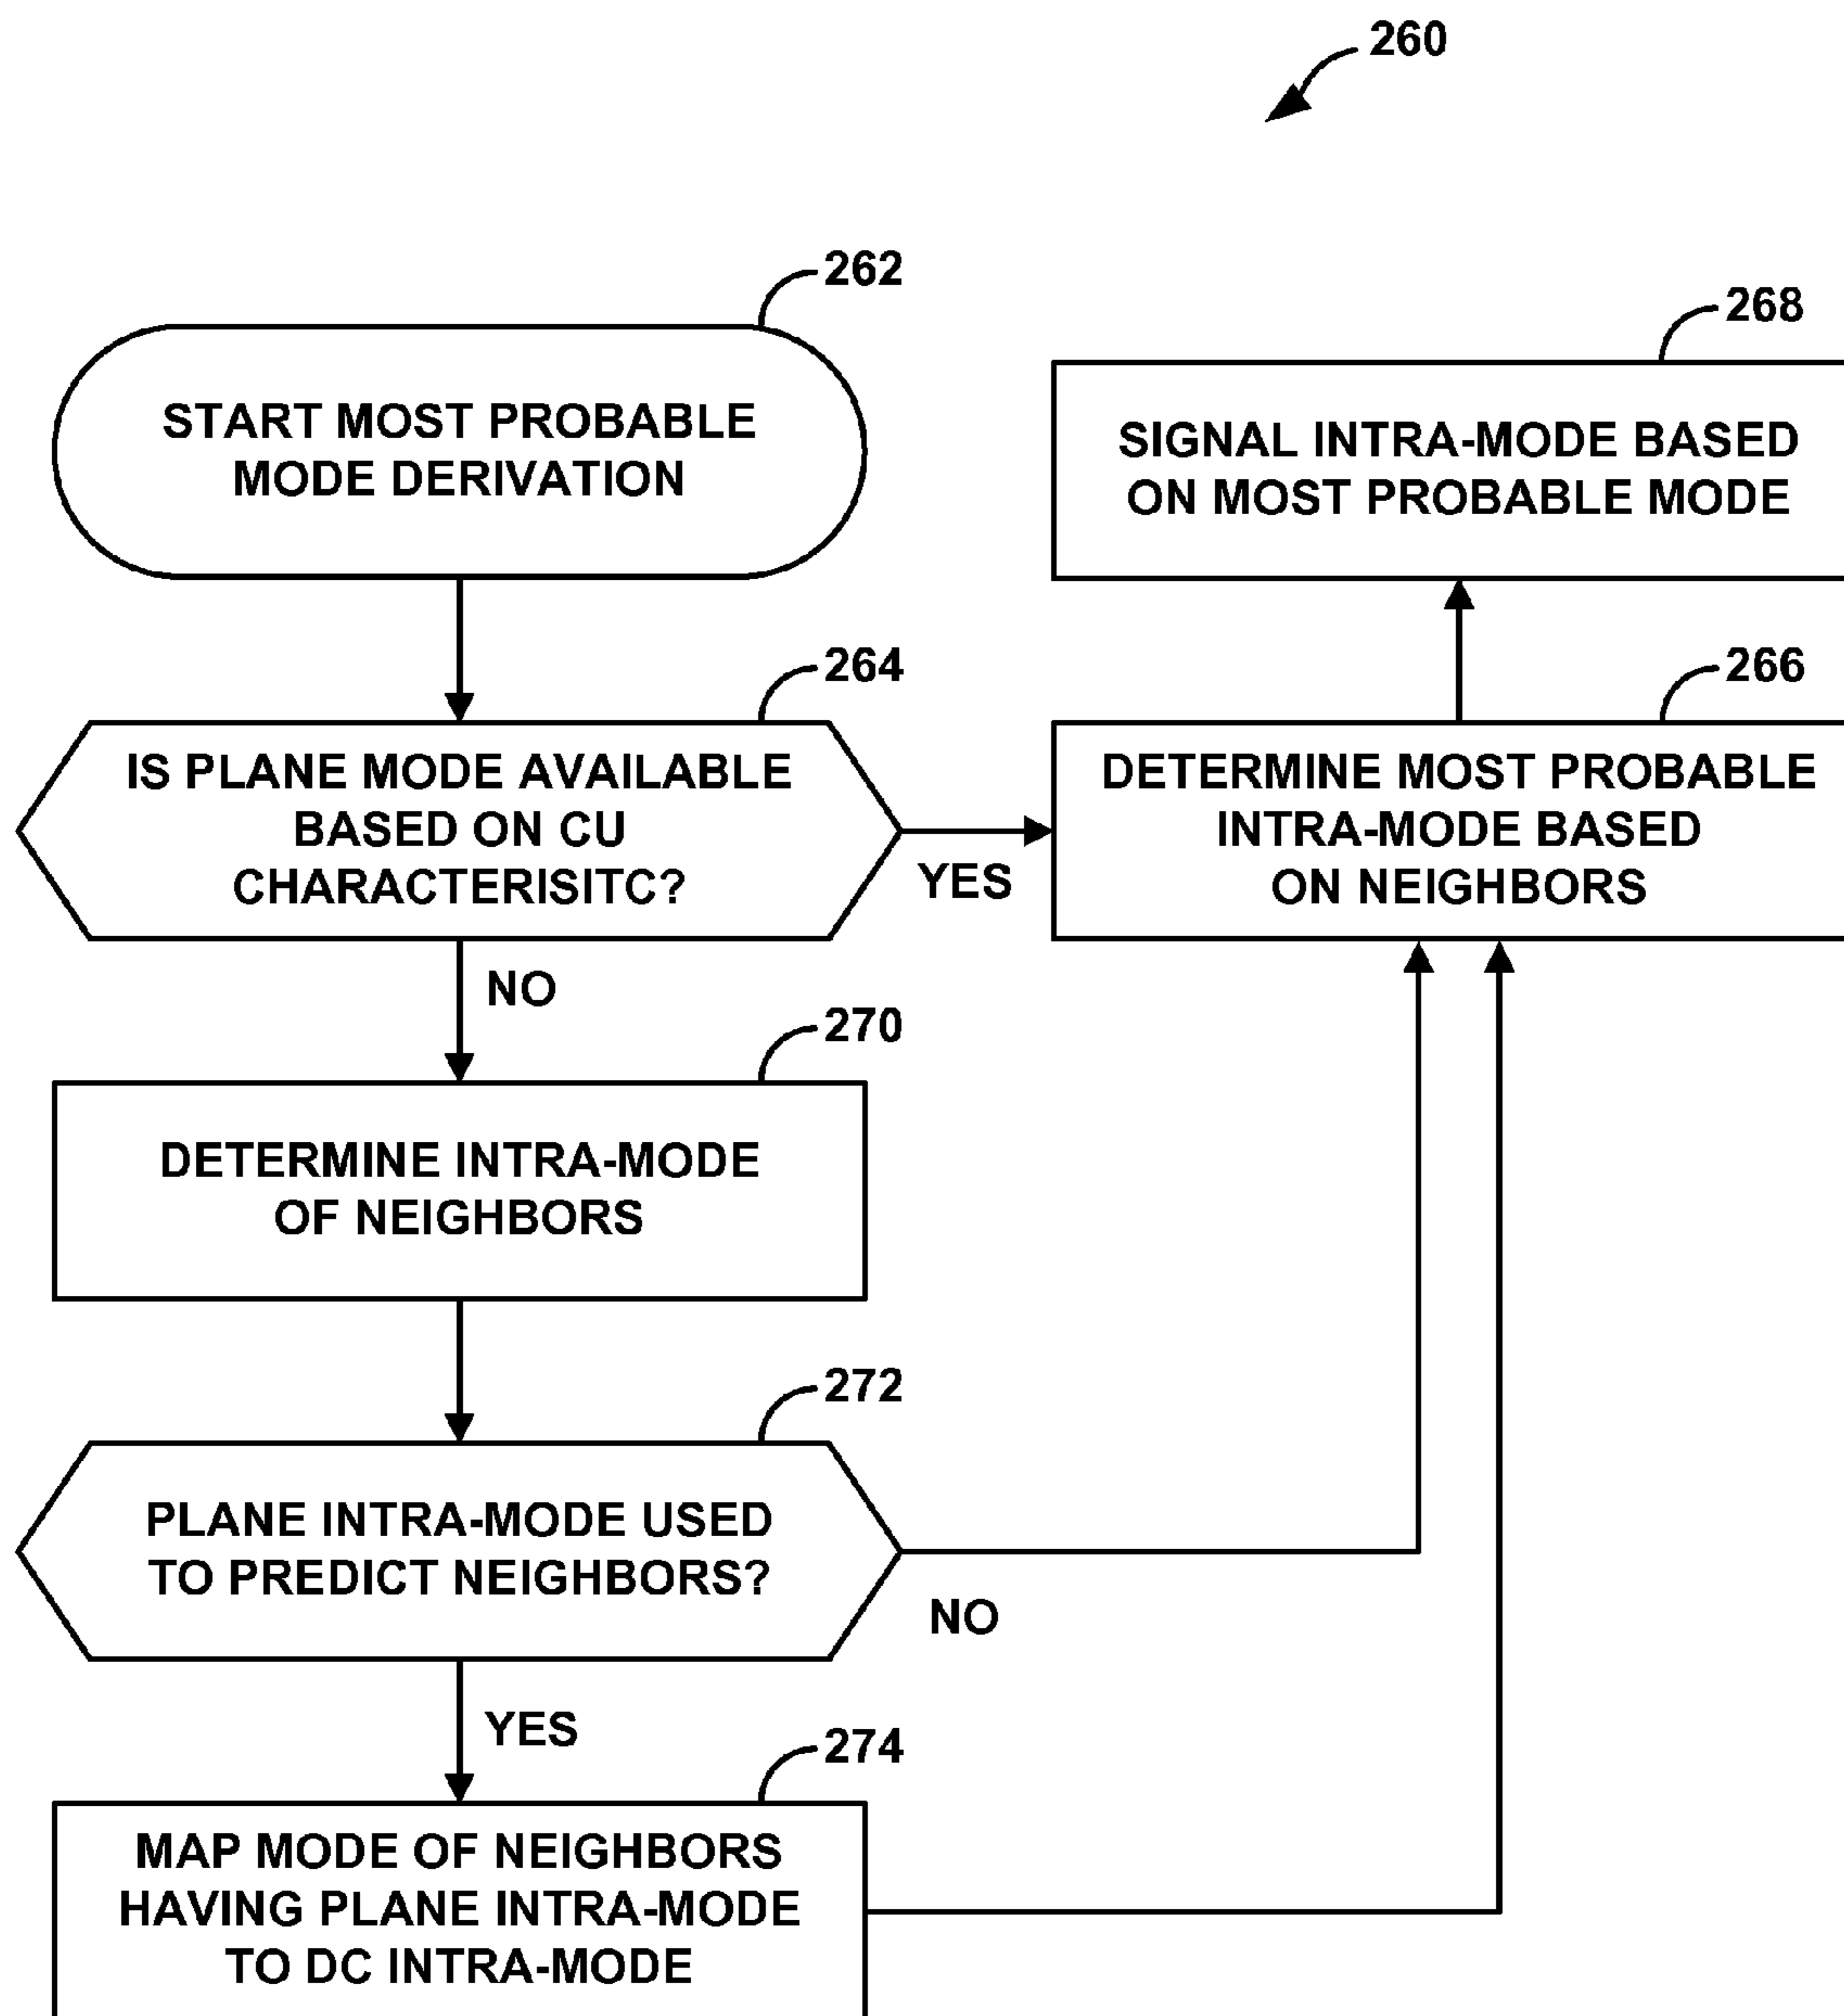 260
262
START MOST PROBABLE
MODE DERIVATION
268
SIGNAL INTRA-MODE BASED
ON MOST PROBABLE MODE
264
IS PLANE MODE AVAILABLE
BASED ON CU
CHARACTERISITC?
YES
266
DETERMINE MOST PROBABLE
INTRA-MODE BASED
ON NEIGHBORS
NO
270
DETERMINE INTRA-MODE
OF NEIGHBORS
272
PLANE INTRA-MODE USED
TO PREDICT NEIGHBORS?
NO
YES
274
MAP MODE OF NEIGHBORS
HAVING PLANE INTRA-MODE
TO DC INTRA-MODE